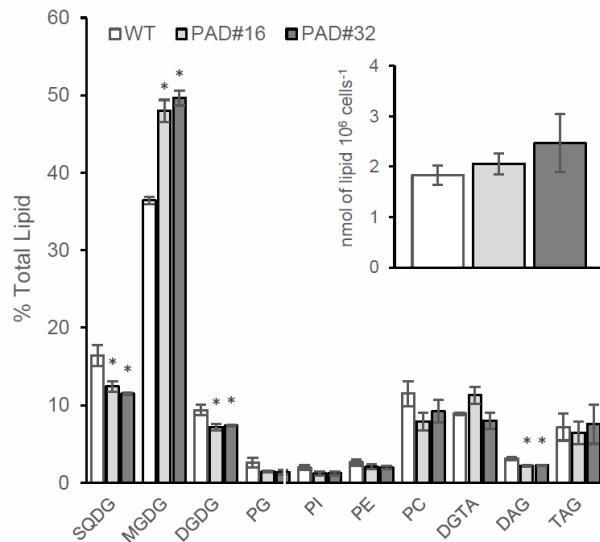 60
WT PAD#16 PAD#32
50
40
30
20
10
0
% Total Lipid
* * * * * * * *
SQDG MGDG DGDG PG PI PE PC DGTA DAG TAG
4
3
2
1
0
nmol of lipid 10⁶ cells⁻¹